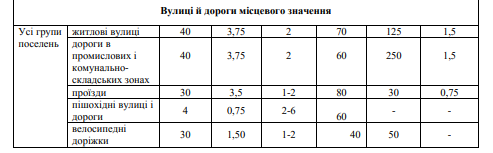 Вулиці й дороги місцевого значення
Усі групи поселень житлові вулиці 40 3,75 2 70 125 1,5
дороги в промислових і комунально-складських зонах 40 3,75 2 60 250 1,5
проїзди 30 3,5 1-2 80 30 0,75
пішохідні вулиці і дороги 4 0,75 2-6 60 - -
велосипедні доріжки 30 1,50 1-2 40 50 -